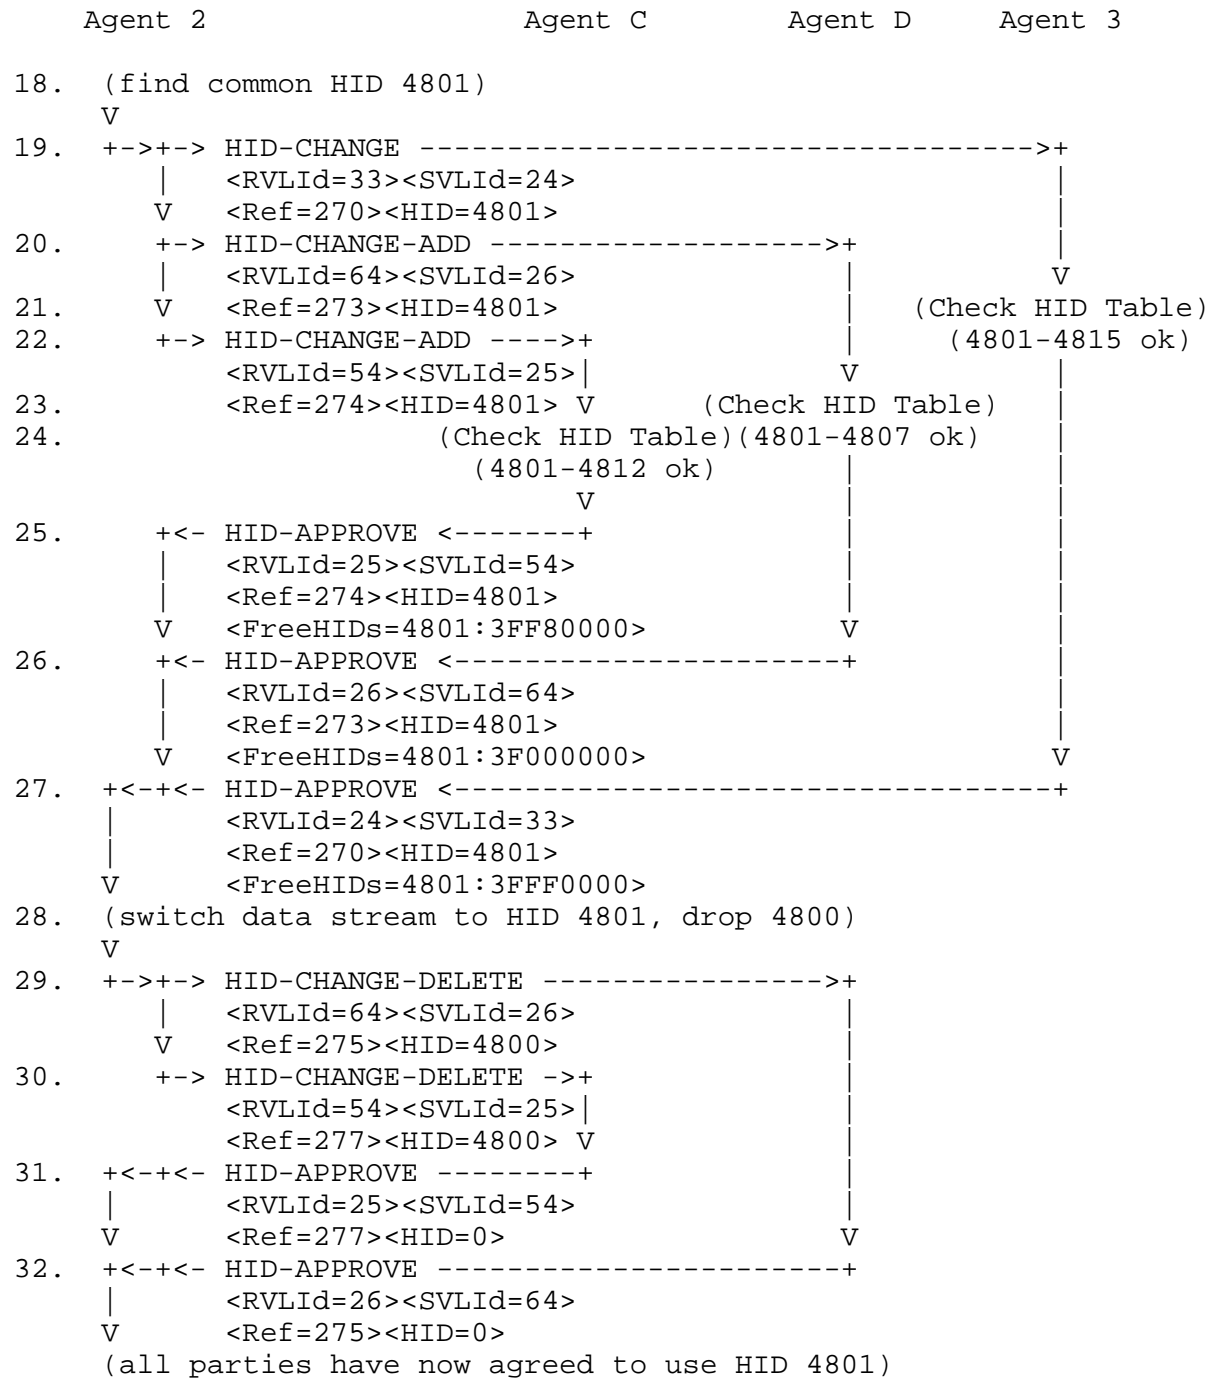 Agent 2                  Agent C        Agent D     Agent 3

18.  (find common HID 4801)
     V
19.  +->+-> HID-CHANGE ----------------------------------->+
        |   <RVLId=33><SVLId=24>                           |
        V   <Ref=270><HID=4801>                            |
20.     +-> HID-CHANGE-ADD ------------------->+           |
        |   <RVLId=64><SVLId=26>               |           V
21.     V   <Ref=273><HID=4801>                |   (Check HID Table)
22.     +-> HID-CHANGE-ADD ---->+              |     (4801-4815 ok)
            <RVLId=54><SVLId=25>|              V           |
23.         <Ref=274><HID=4801> V      (Check HID Table)   |
24.                     (Check HID Table)(4801-4807 ok)    |
                          (4801-4812 ok)       |           |
                                V              |           |
25.     +<- HID-APPROVE <-------+              |           |
        |   <RVLId=25><SVLId=54>               |           |
        |   <Ref=274><HID=4801>                |           |
        V   <FreeHIDs=4801:3FF80000>           V           |
26.     +<- HID-APPROVE <----------------------+           |
        |   <RVLId=26><SVLId=64>                           |
        |   <Ref=273><HID=4801>                            |
        V   <FreeHIDs=4801:3F000000>                       V
27.  +<-+<- HID-APPROVE <----------------------------------+
     |      <RVLId=24><SVLId=33>
     |      <Ref=270><HID=4801>
     V      <FreeHIDs=4801:3FFF0000>
28.  (switch data stream to HID 4801, drop 4800)
     V
29.  +->+-> HID-CHANGE-DELETE ---------------->+
        |   <RVLId=64><SVLId=26>               |
        V   <Ref=275><HID=4800>                |
30.     +-> HID-CHANGE-DELETE ->+              |
            <RVLId=54><SVLId=25>|              |
            <Ref=277><HID=4800> V              |
31.  +<-+<- HID-APPROVE --------+              |
     |      <RVLId=25><SVLId=54>               |
     V      <Ref=277><HID=0>                   V
32.  +<-+<- HID-APPROVE -----------------------+
     |      <RVLId=26><SVLId=64>
     V      <Ref=275><HID=0>
     (all parties have now agreed to use HID 4801)